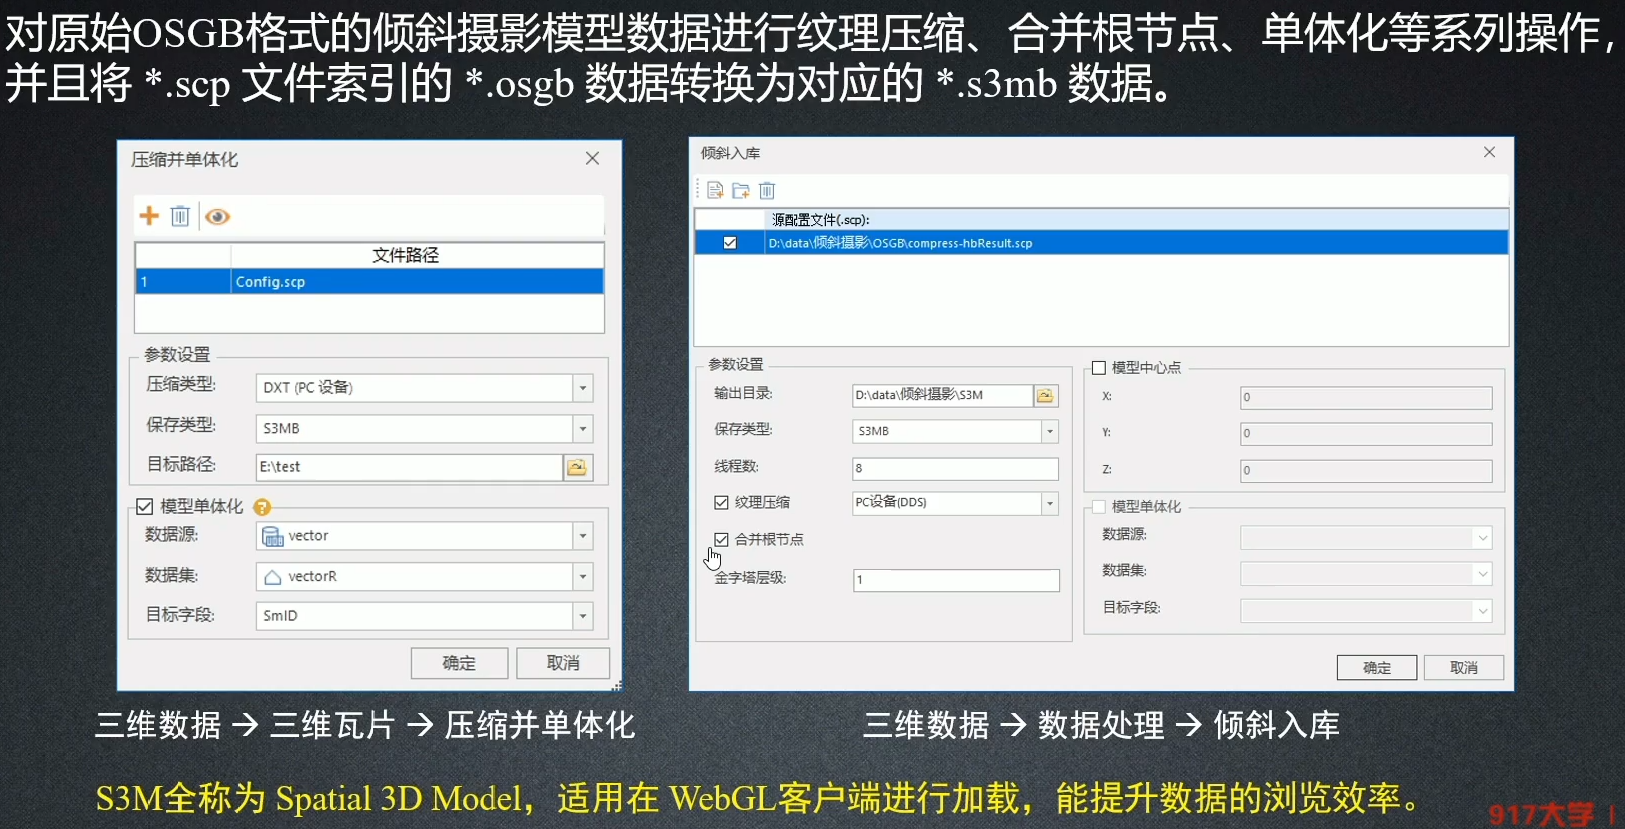 对原始OSGB格式的倾斜摄影模型数据进行纹理压缩、合并根节点、单体化等系列操作，
并且将 *.scp 文件索引的 *.osgb 数据转换为对应的 *.s3mb 数据。
压缩并单体化
文件路径
1 Config.scp
参数设置
压缩类型: DXT (PC 设备)
保存类型: S3MB
目标路径: E:\test
模型单体化
数据源: vector
数据集: vectorR
目标字段: SmID
确定 取消
倾斜入库
源配置文件(.scp):
D:\data\倾斜摄影\OSGB\compress-hbResult.scp
参数设置
输出目录: D:\data\倾斜摄影\S3M
保存类型: S3MB
线程数: 8
纹理压缩 PC设备(DDS)
合并根节点
金字塔层级: 1
模型中心点
X: 0
Y: 0
Z: 0
模型单体化
数据源:
数据集:
目标字段:
确定 取消
三维数据 → 三维瓦片 → 压缩并单体化
三维数据 → 数据处理 → 倾斜入库
S3M全称为 Spatial 3D Model，适用在 WebGL客户端进行加载，能提升数据的浏览效率。
917大学